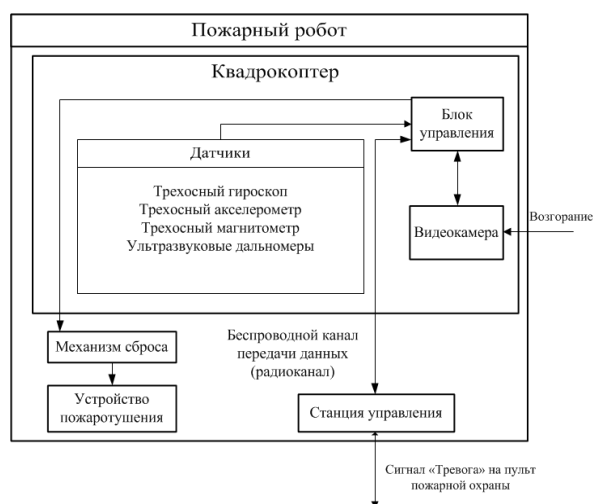 Пожарный робот
Квадрокоптер
Блок
управления
Датчики
Трехосный гироскоп
Трехосный акселерометр
Трехосный магнитометр
Ультразвуковые дальномеры
Видеокамера
Возгорание
Механизм сброса
Устройство
пожаротушения
Беспроводной канал
передачи данных
(радиоканал)
Станция управления
Сигнал «Тревога» на пульт
пожарной охраны